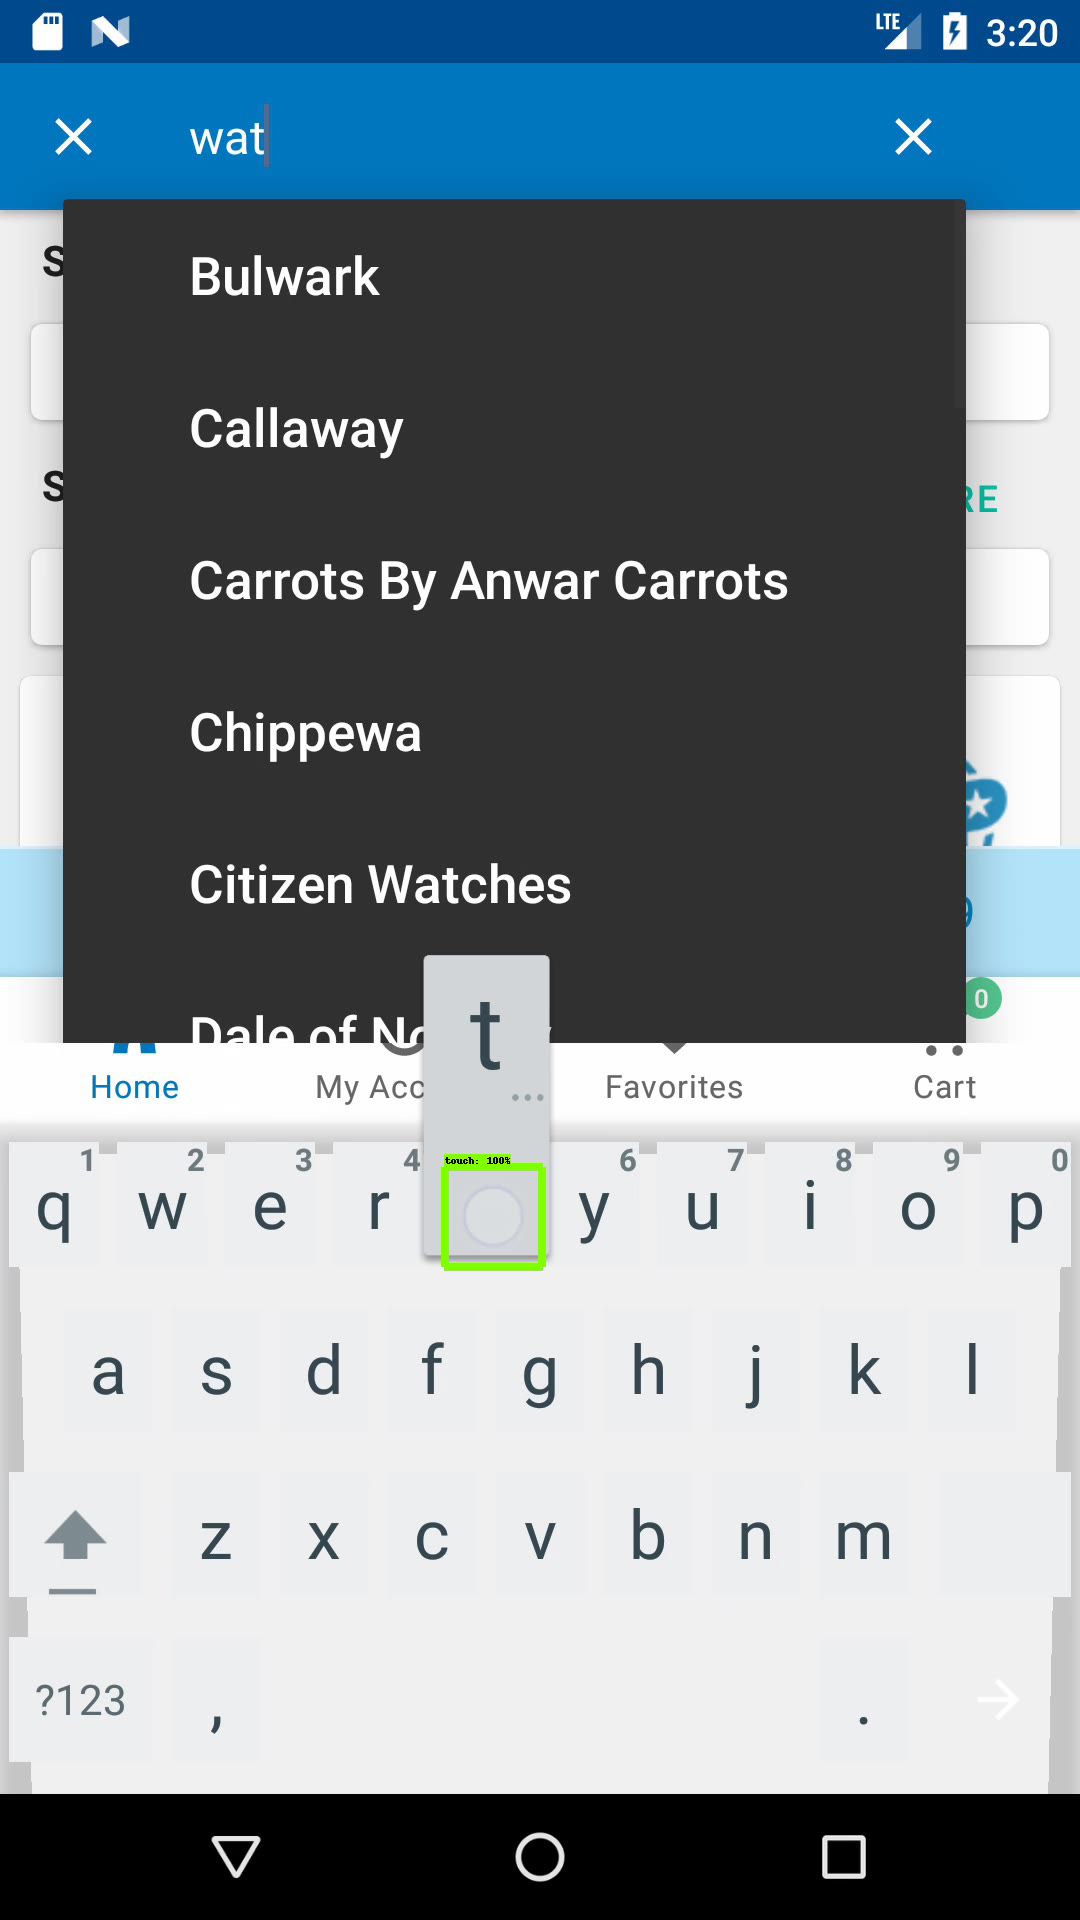 LTE 3:20
wat
S
Bulwark
Callaway
S
RE
Carrots By Anwar Carrots
Chippewa
Citizen Watches
9
Dale of
0
Home My Acc Favorites Cart
t
...
touch: 100%
1 2 3 4 6 7 8 9 0
q w e r y u i o p
a s d f g h j k l
z x c v b n m
?123 , .